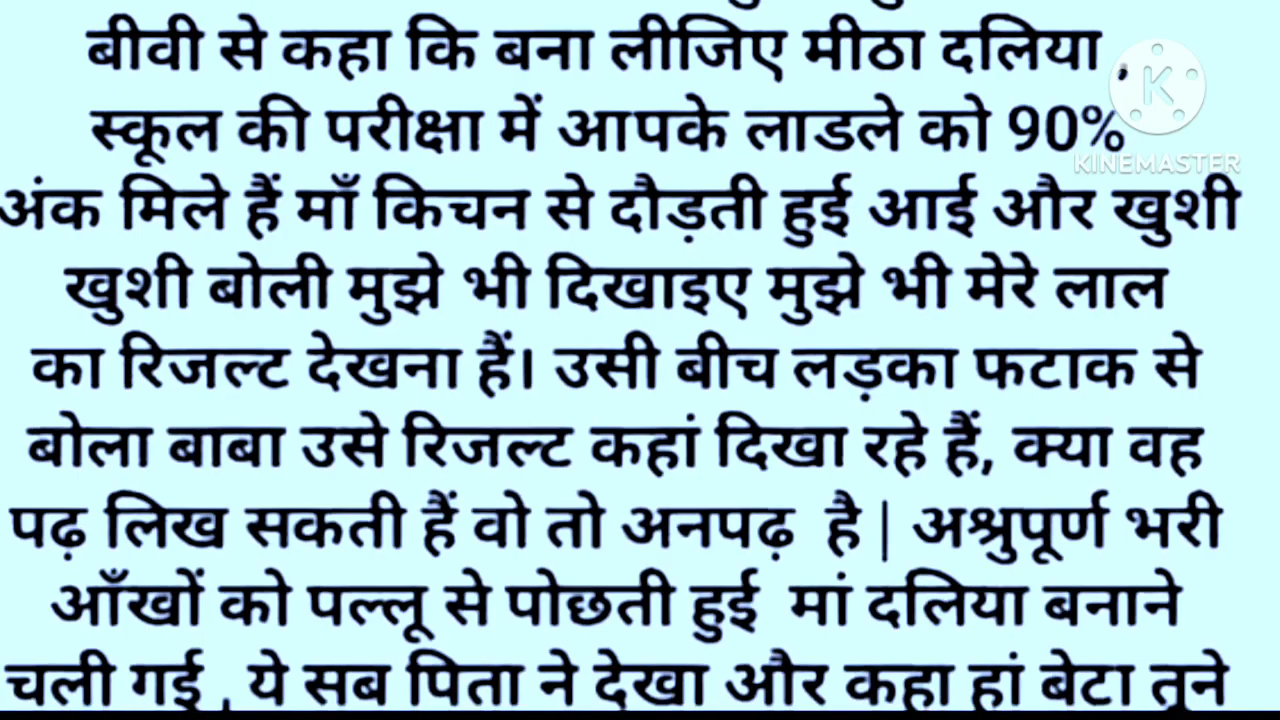 बीवी से कहा कि बना लीजिए मीठा दलिया ,
स्कूल की परीक्षा में आपके लाडले को 90%
KINEMASTER
अंक मिले हैं माँ किचन से दौड़ती हुई आई और खुशी
खुशी बोली मुझे भी दिखाइए मुझे भी मेरे लाल
का रिजल्ट देखना हैं। उसी बीच लड़का फटाक से
बोला बाबा उसे रिजल्ट कहां दिखा रहे हैं, क्या वह
पढ़ लिख सकती हैं वो तो अनपढ़ है | अश्रुपूर्ण भरी
आँखों को पल्लू से पोछती हुई मां दलिया बनाने
चली गई , ये सब पिता ने देखा और कहा हां बेटा तूने